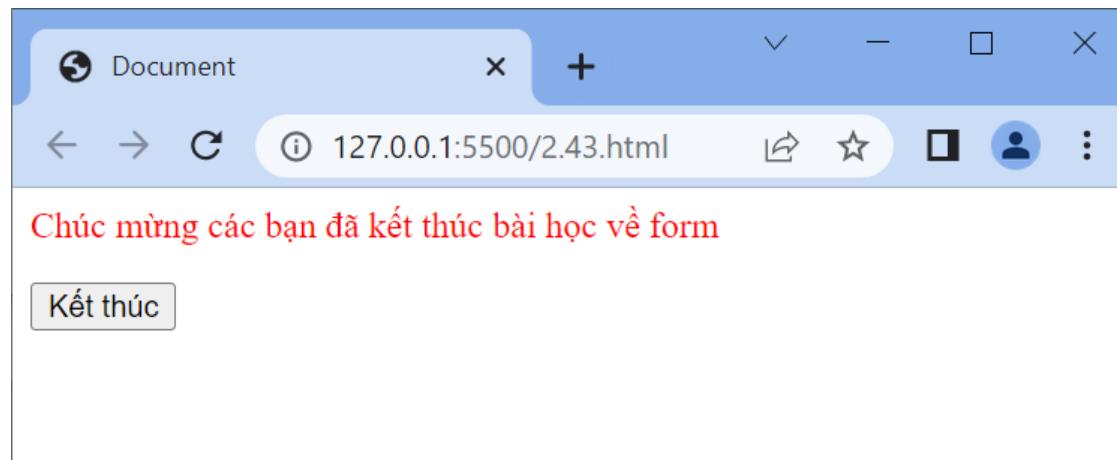 Document
127.0.0.1:5500/2.43.html
Chúc mừng các bạn đã kết thúc bài học về form
Kết thúc